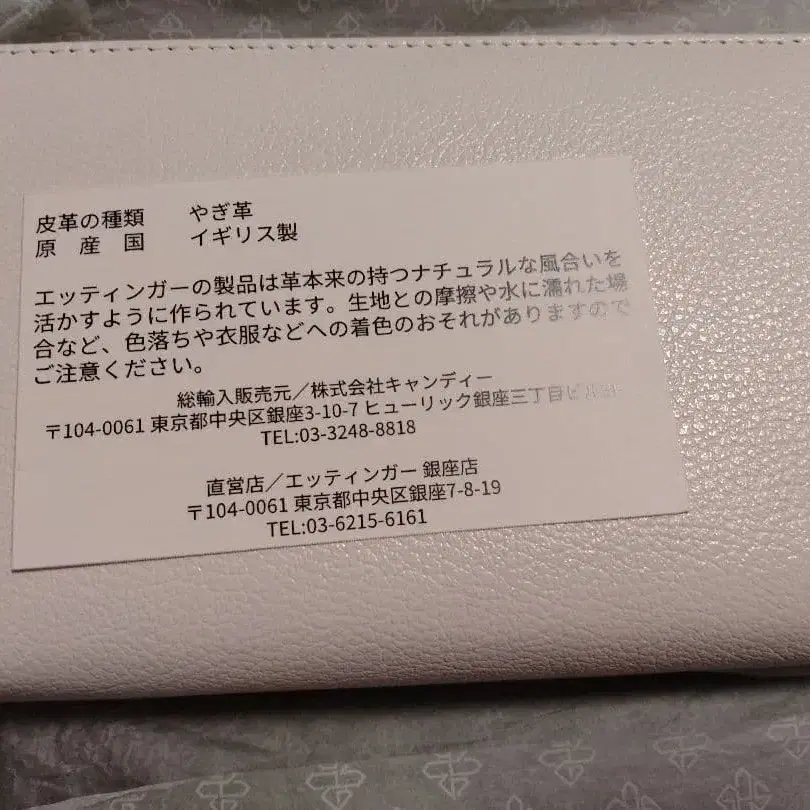 皮革の種類 やぎ革
原産国 イギリス製
エッティンガーの製品は革本来の持つナチュラルな風合いを
活かすように作られています。生地との摩擦や水に濡れた場
合など、色落ちや衣服などへの着色のおそれがありますので
ご注意ください。
総輸入販売元／株式会社キャンディー
〒104-0061 東京都中央区銀座3-10-7 ヒューリック銀座三丁目ビル
TEL:03-3248-8818
直営店／エッティンガー 銀座店
〒104-0061 東京都中央区銀座7-8-19
TEL:03-6215-6161